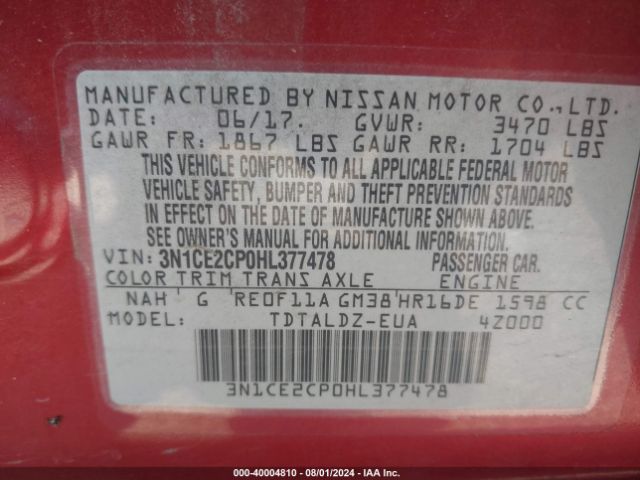 MANUFACTURED BY NISSAN MOTOR CO.,LTD.
DATE: 06/17. GVWR: 3470 LBS
GAWR FR: 1867 LBS GAWR RR: 1704 LBS
THIS VEHICLE CONFORMS TO ALL APPLICABLE FEDERAL MOTOR
VEHICLE SAFETY, BUMPER AND THEFT PREVENTION STANDARDS
IN EFFECT ON THE DATE OF MANUFACTURE SHOWN ABOVE.
SEE OWNER'S MANUAL FOR ADDITIONAL INFORMATION.
VIN: 3N1CE2CP0HL377478 PASSENGER CAR.
COLOR TRIM TRANS AXLE ENGINE
NAH G RE0F11A GM38 HR16DE 1598 CC
MODEL: TDTALDZ-EUA 4Z000
3N1CE2CP0HL377478
000-40004810 - 08/01/2024 - IAA Inc.